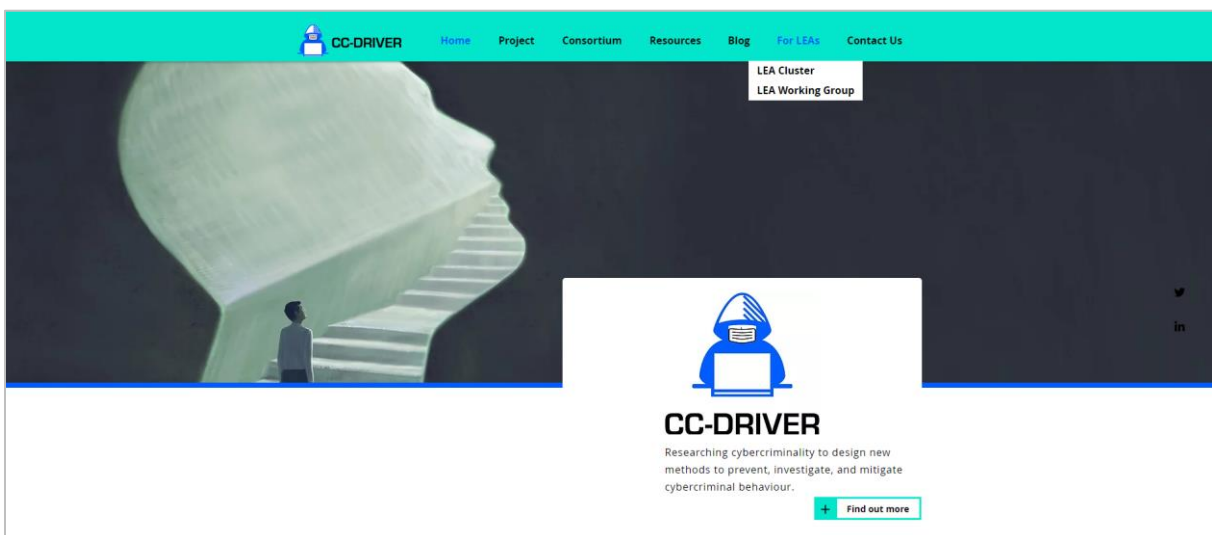 CC-DRIVER Home Project Consortium Resources Blog For LEAs Contact Us
LEA Cluster
LEA Working Group
in
CC-DRIVER
Researching cybercriminality to design new
methods to prevent, investigate, and mitigate
cybercriminal behaviour.
+ Find out more